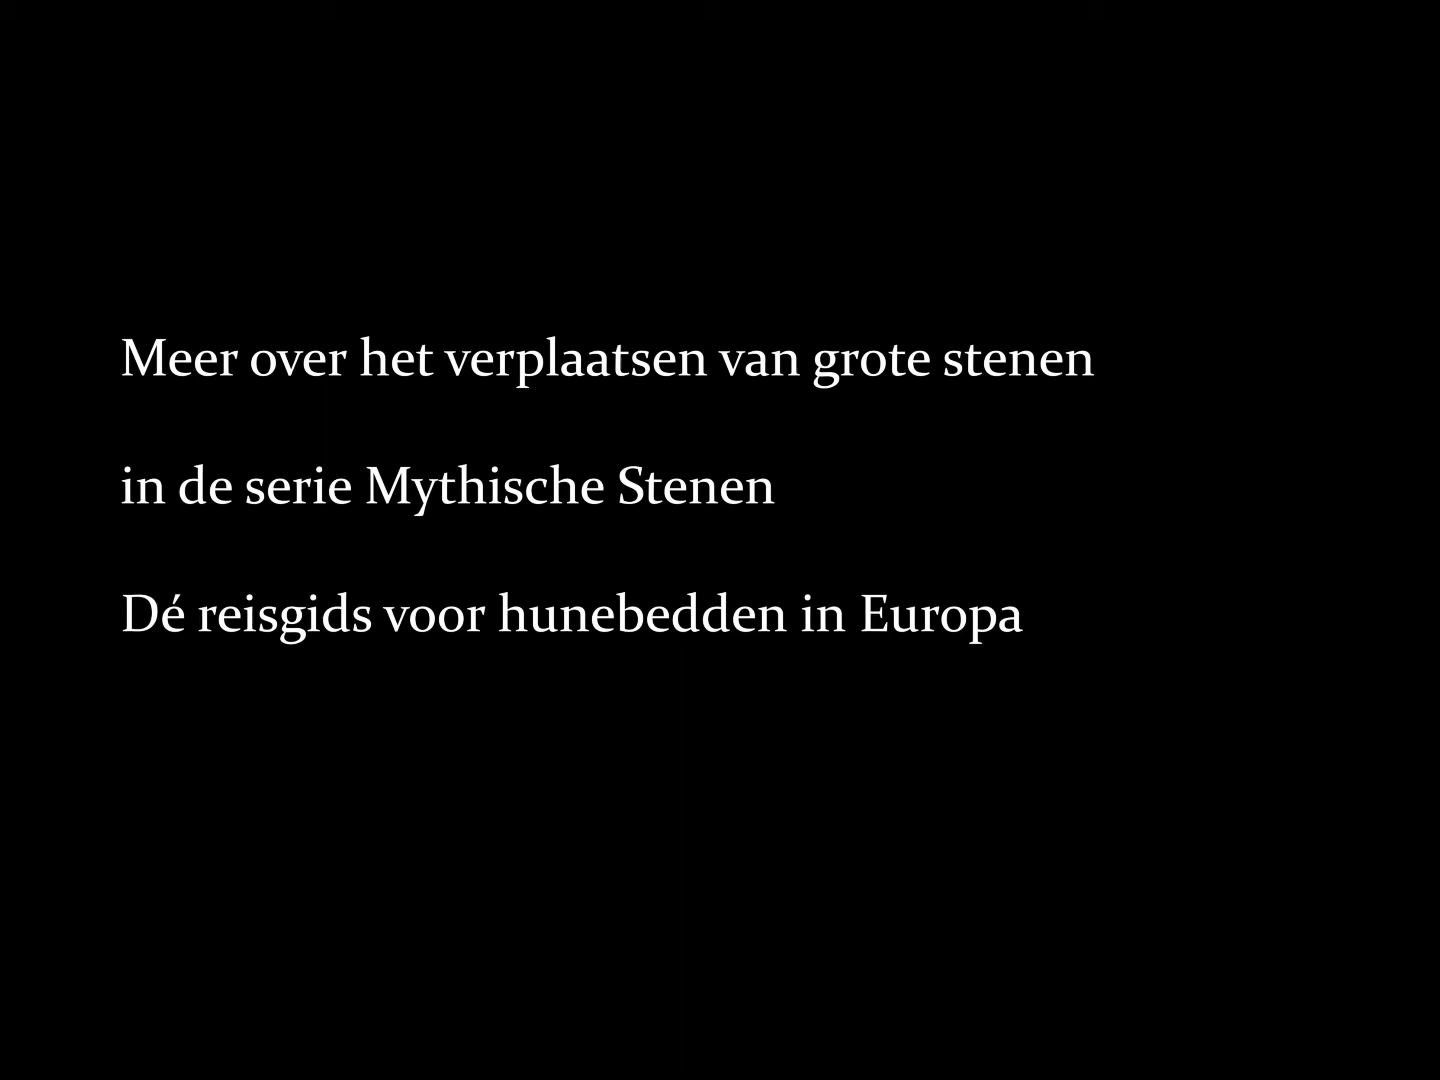 Meer over het verplaatsen van grote stenen
in de serie Mythische Stenen
Dé reisgids voor hunebedden in Europa